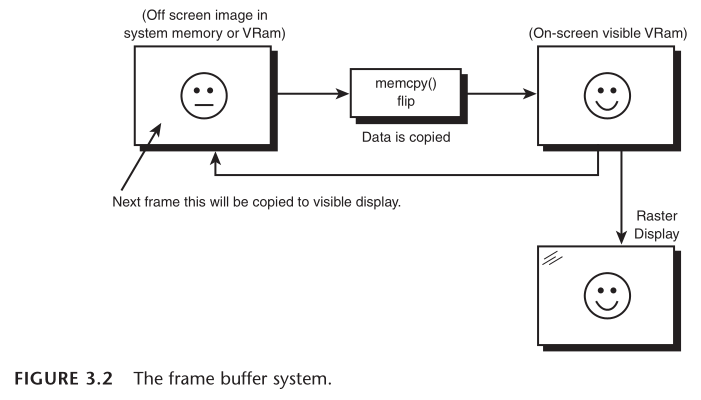 (Off screen image in
system memory or VRam)
(On-screen visible VRam)
memcpy()
flip
Data is copied
Next frame this will be copied to visible display.
Raster
Display
FIGURE 3.2 The frame buffer system.